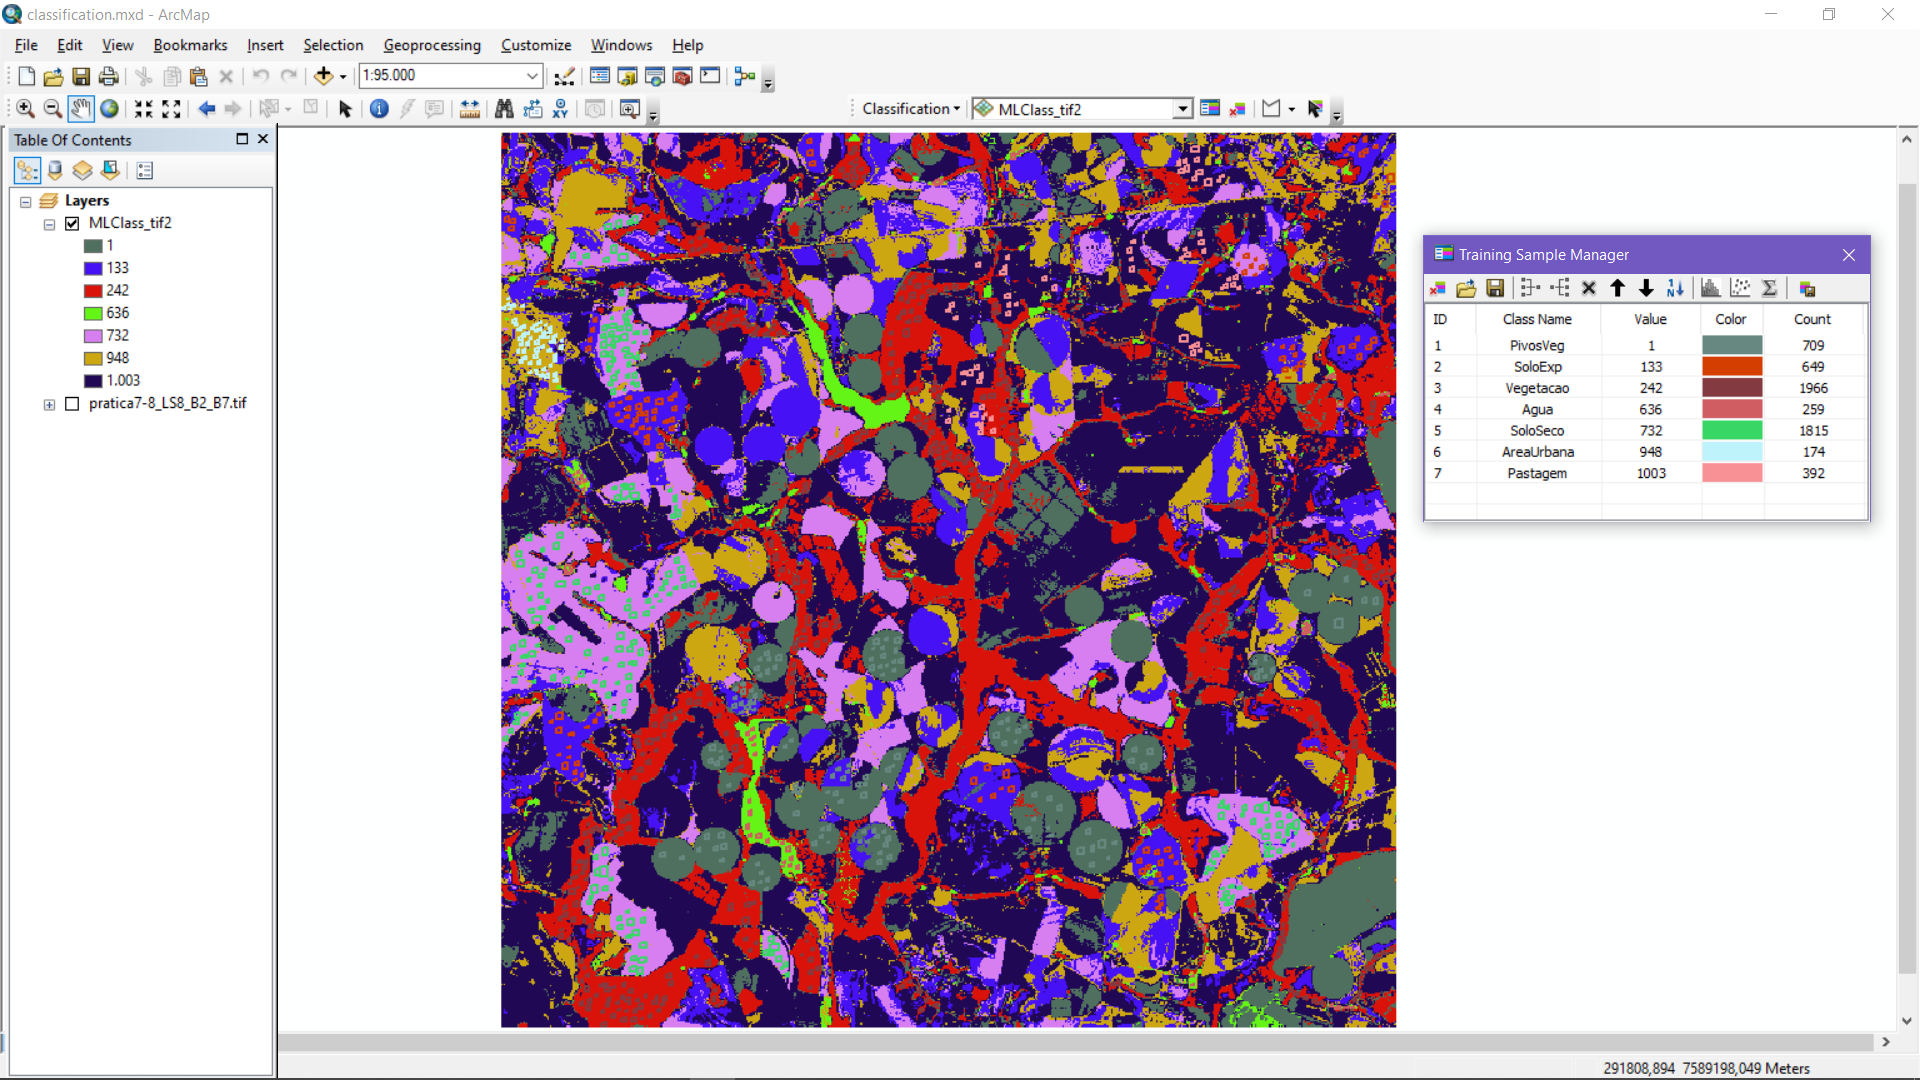 classification.mxd - ArcMap
File Edit View Bookmarks Insert Selection Geoprocessing Customize Windows Help
1:95.000
Classification MLClass_tif2
Table Of Contents
Layers
MLClass_tif2
1
133
242
636
732
948
1.003
pratica7-8_LS8_B2_B7.tif
Training Sample Manager
ID Class Name Value Color Count
1 PivosVeg 1 709
2 SoloExp 133 649
3 Vegetacao 242 1966
4 Agua 636 259
5 SoloSeco 732 1815
6 AreaUrbana 948 174
7 Pastagem 1003 392
291808,894 7589198,049 Meters